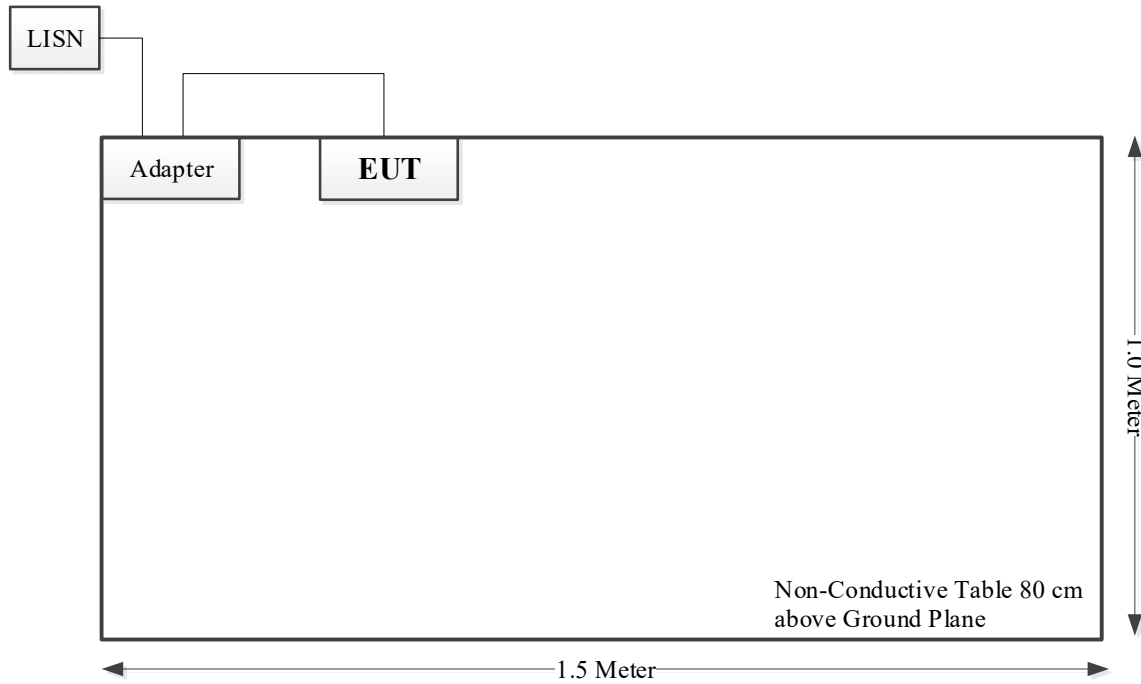 LISN
Adapter
EUT
1.0 Meter
Non-Conductive Table 80 cm
above Ground Plane
1.5 Meter